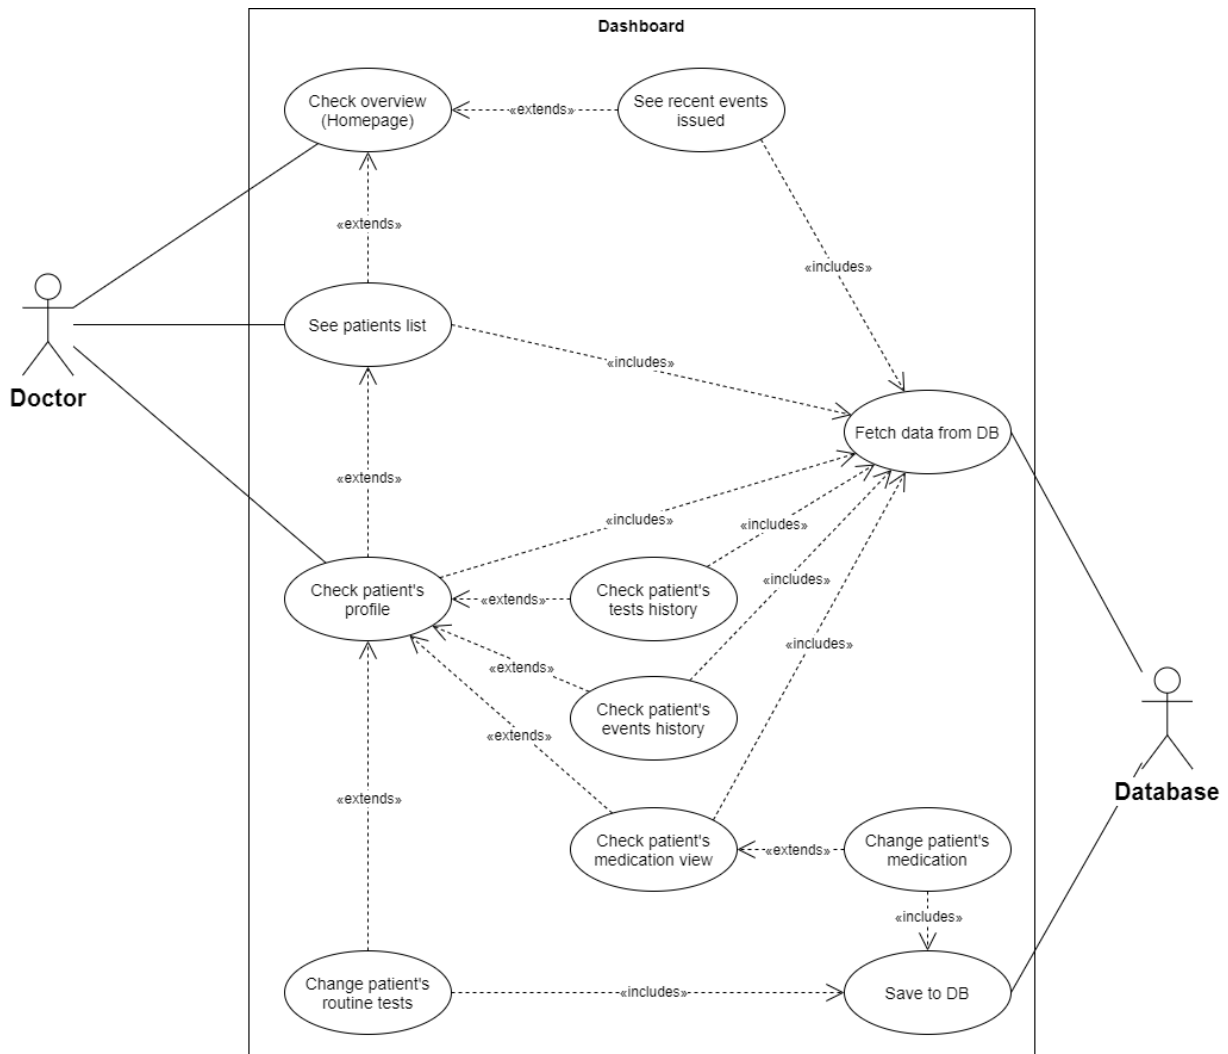 Dashboard
Check overview
(Homepage)
«extends»
See recent events
issued
«extends»
«includes»
Doctor
See patients list
«includes»
Fetch data from DB
«extends»
«includes»
«includes»
Check patient's
profile
«extends»
Check patient's
tests history
«includes»
«includes»
«extends»
Check patient's
events history
«extends»
Database
«extends»
Check patient's
medication view
«extends»
Change patient's
medication
«includes»
Change patient's
routine tests
«includes»
Save to DB